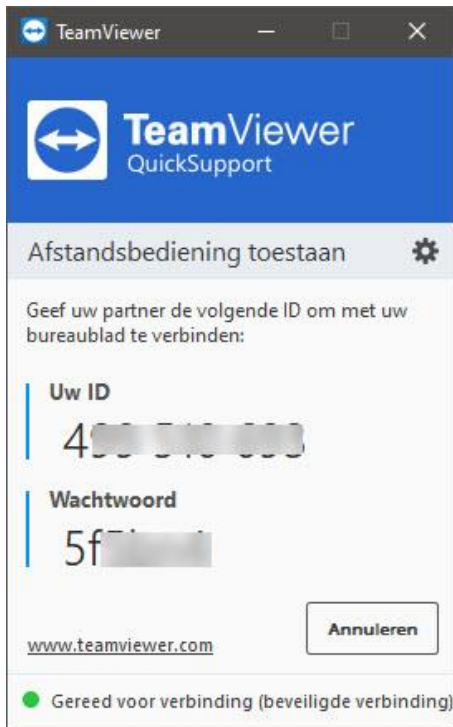 TeamViewer
TeamViewer
QuickSupport
Afstandsbediening toestaan
Geef uw partner de volgende ID om met uw
bureaublad te verbinden:
Uw ID
Wachtwoord
Annuleren
www.teamviewer.com
Gereed voor verbinding (beveiligde verbinding)